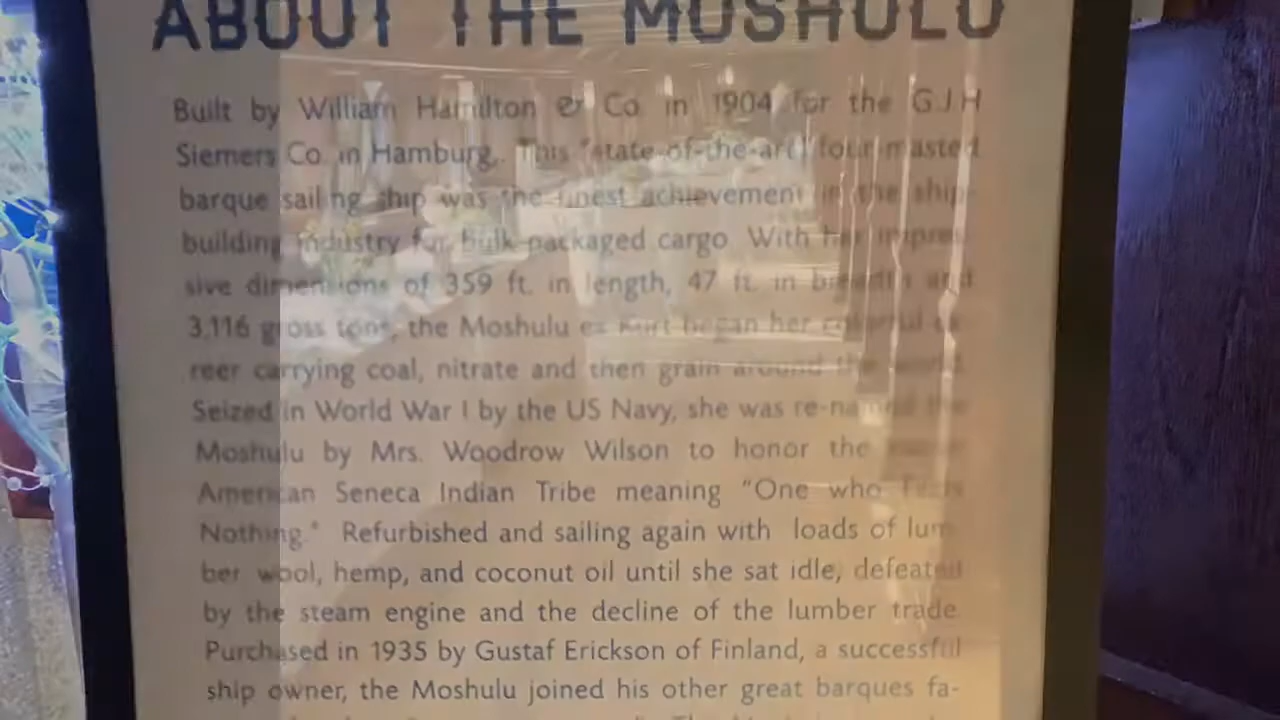 ABOUT THE MOSHULU
Built by William Hamilton & Co. in 1904 for the G.J.H
Siemers Co. in Hamburg,. This "state-of-the-art) four-masted
barque sailing ship was the finest achievement in the ship-
building industry for bulk-packaged cargo. With her impres-
sive dimensions of 359 ft. in length, 47 ft. in breadth and
3,116 gross tons, the Moshulu ex Kurt began her colorful ca-
reer carrying coal, nitrate and then grain around the world.
Seized in World War I by the US Navy, she was re-named the
Moshulu by Mrs. Woodrow Wilson to honor the
American Seneca Indian Tribe meaning "One who Fears
Nothing." Refurbished and sailing again with loads of lum-
ber wool, hemp, and coconut oil until she sat idle, defeated
by the steam engine and the decline of the lumber trade.
Purchased in 1935 by Gustaf Erickson of Finland, a successful
ship owner, the Moshulu joined his other great barques fa-